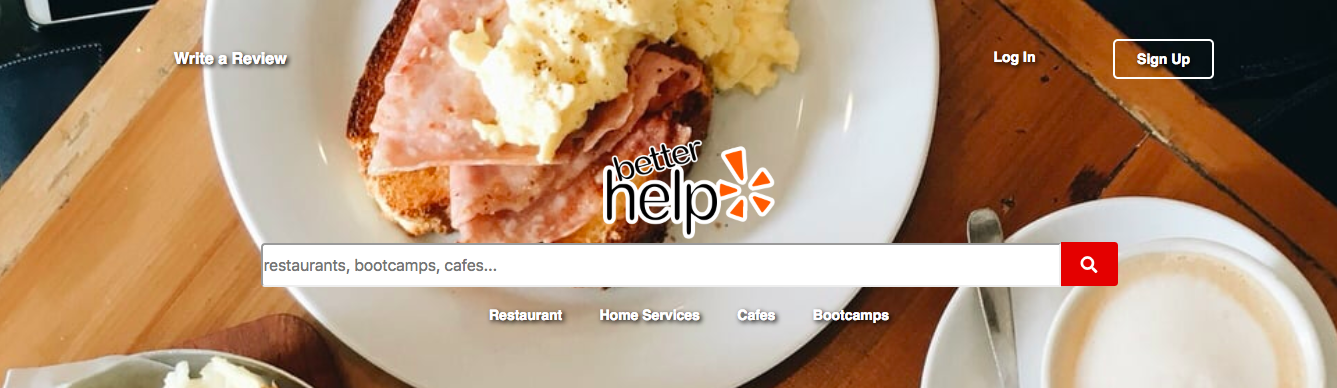 Write a Review
Log In
Sign Up
better
help
restaurants, bootcamps, cafes...
Restaurant
Home Services
Cafes
Bootcamps